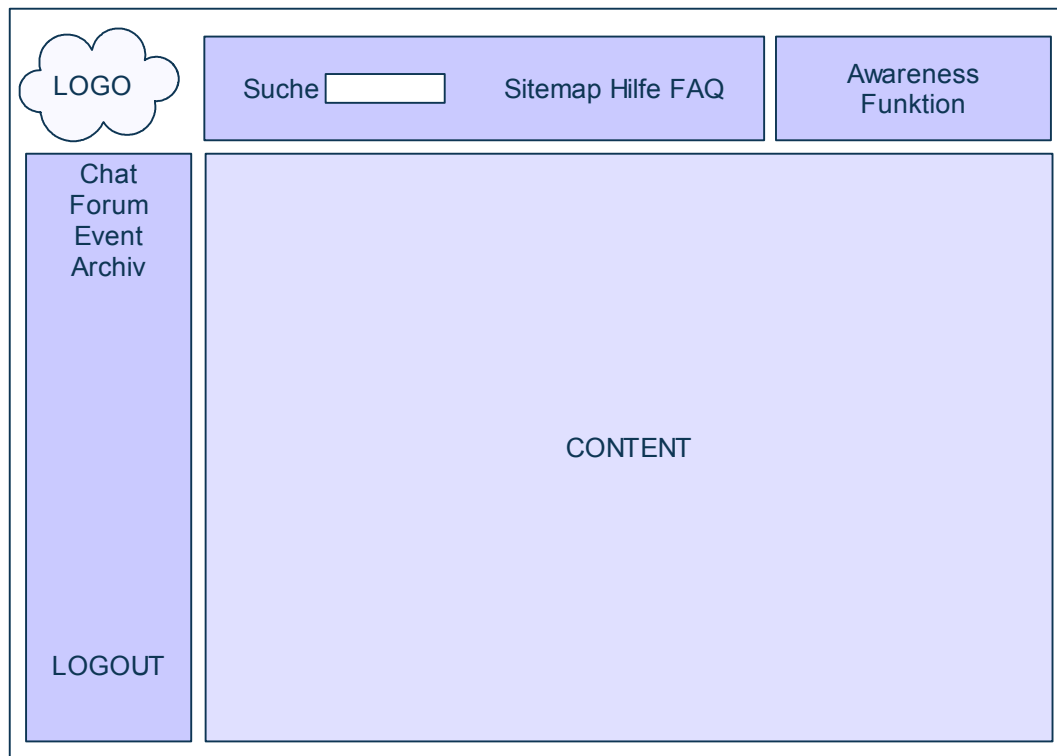 LOGO
Suche
Sitemap Hilfe FAQ
Awareness
Funktion
Chat
Forum
Event
Archiv
LOGOUT
CONTENT